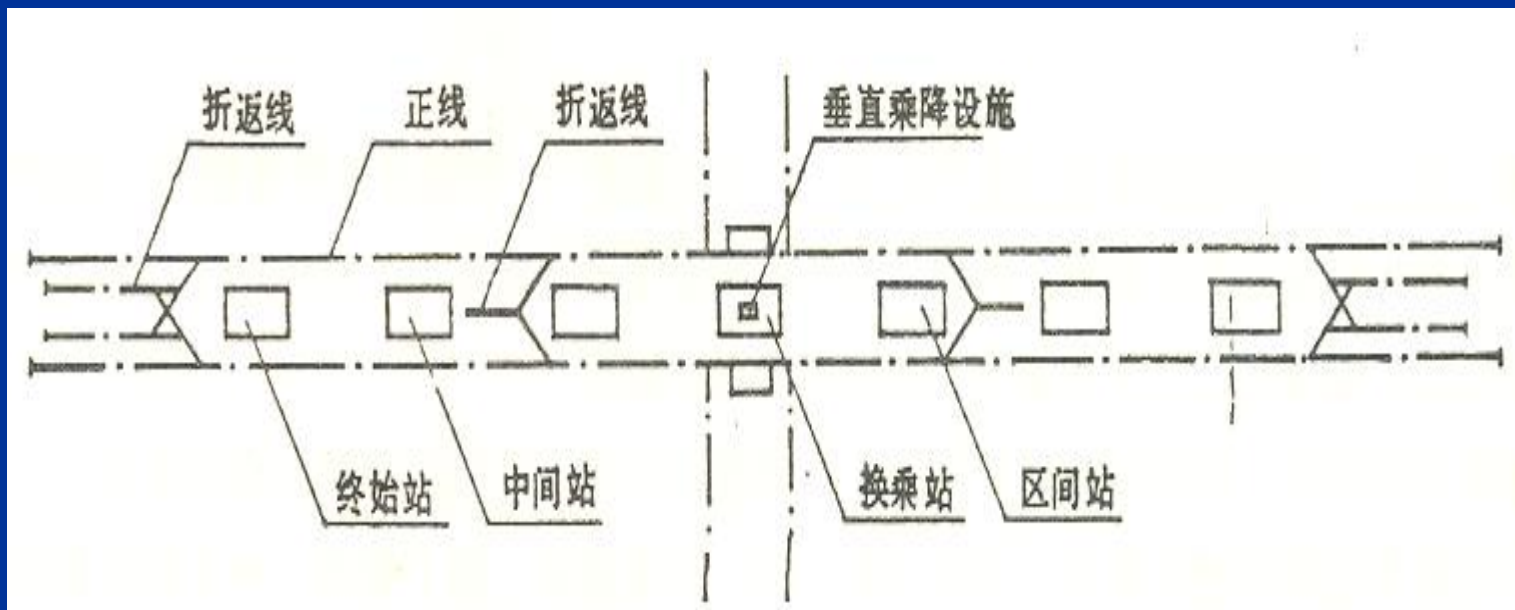 折返线
正线
折返线
垂直乘降设施
终始站
中间站
换乘站
区间站